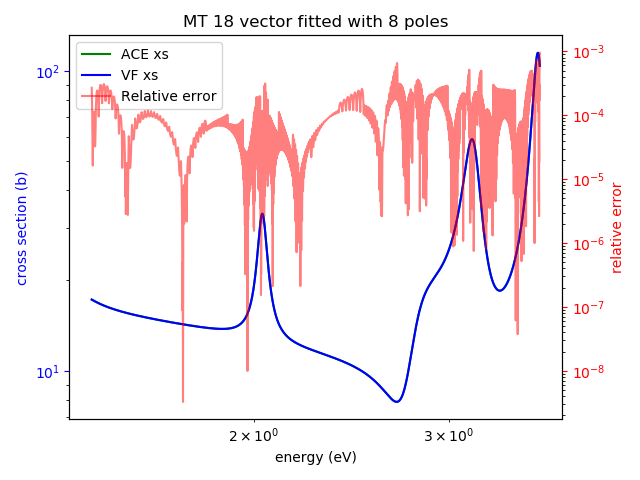 MT 18 vector fitted with 8 poles
ACE xs
VF xs
Relative error
cross section (b)
10²
10¹
relative error
10⁻³
10⁻⁴
10⁻⁵
10⁻⁶
10⁻⁷
10⁻⁸
2 × 10⁰
3 × 10⁰
energy (eV)